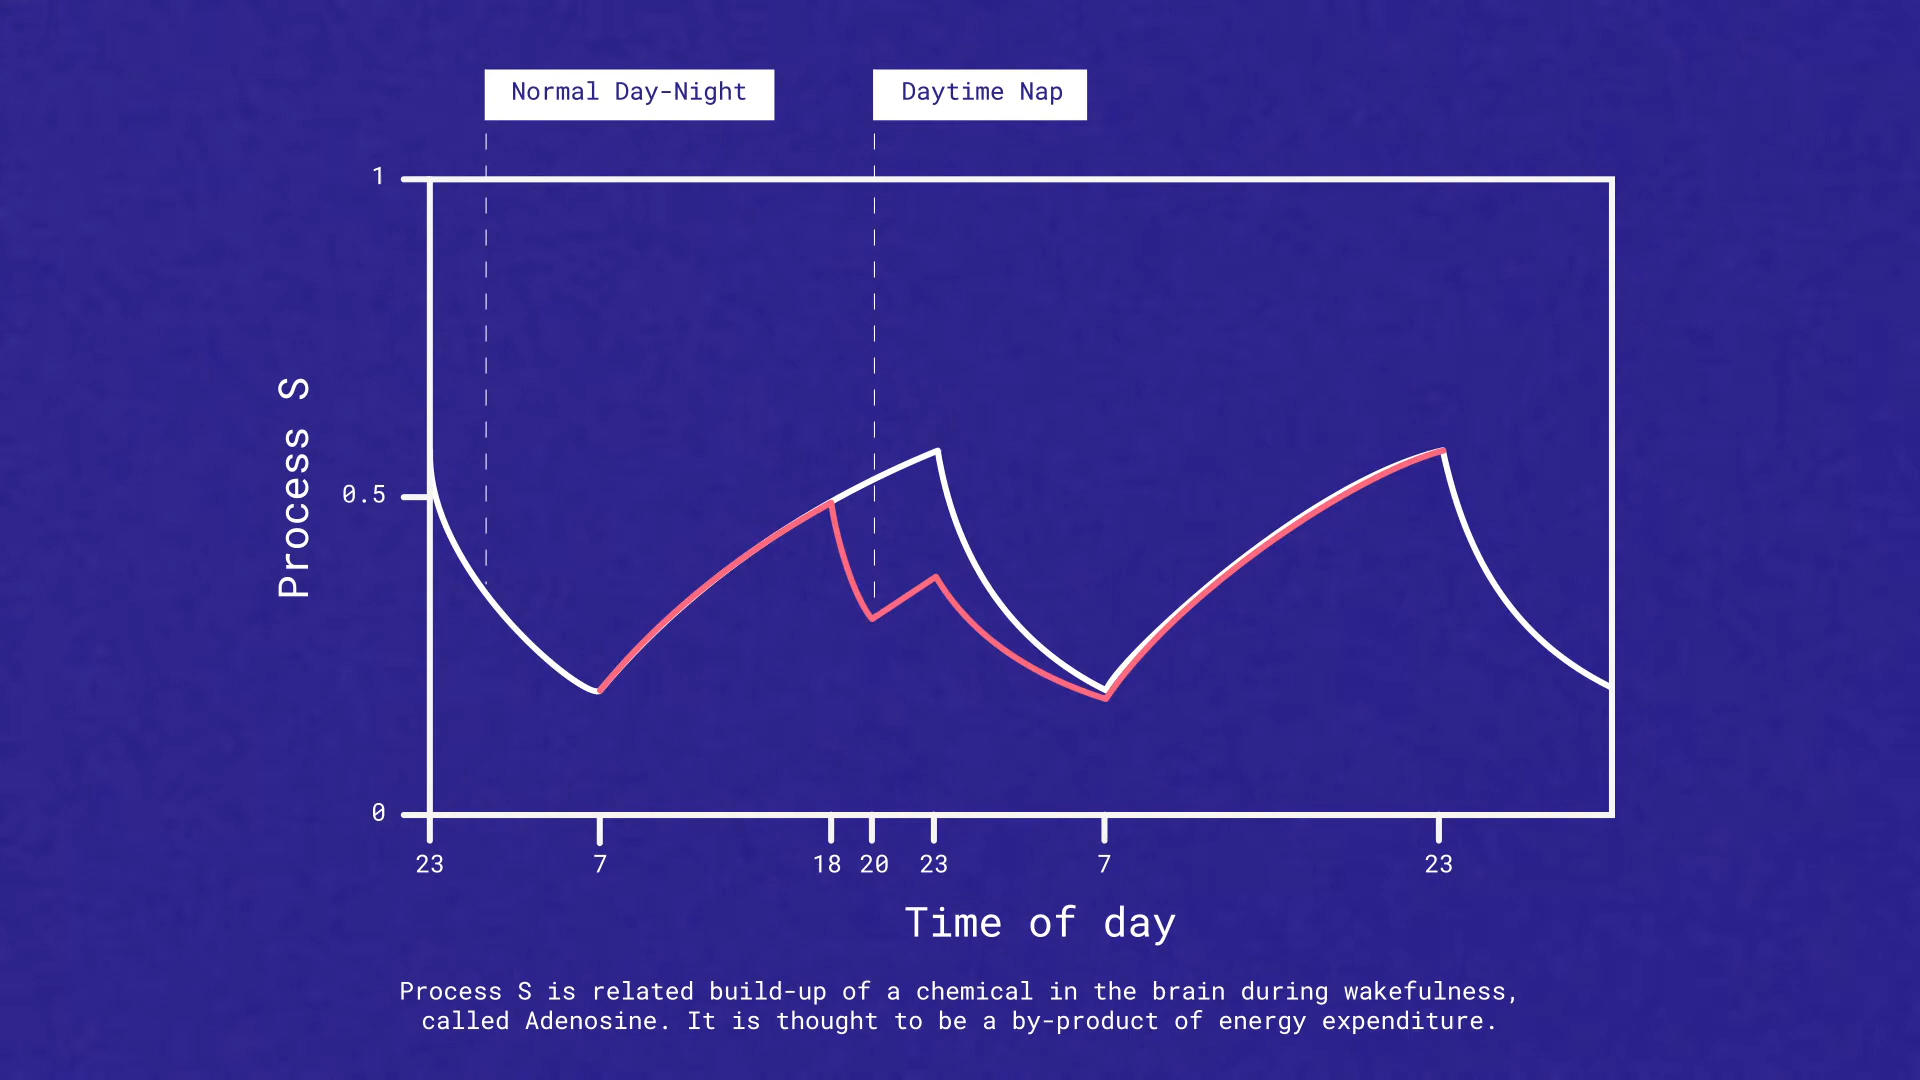 Normal Day-Night
Daytime Nap
1
0.5
0
Process S
23 7 18 20 23 7 23
Time of day
Process S is related build-up of a chemical in the brain during wakefulness,
called Adenosine. It is thought to be a by-product of energy expenditure.